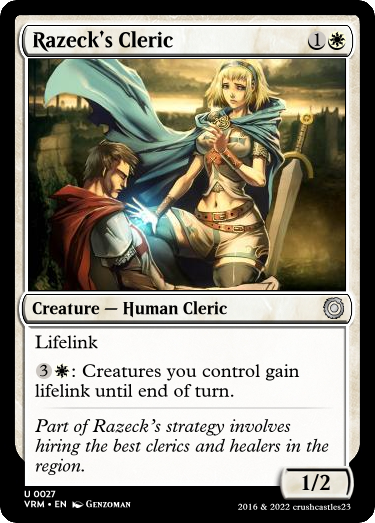 Razeck's Cleric 1
Creature — Human Cleric
Lifelink
3 : Creatures you control gain
lifelink until end of turn.
Part of Razeck's strategy involves
hiring the best clerics and healers in the
region.
1/2
U 0027
VRM • EN Genzoman
2016 & 2022 crushcastles23